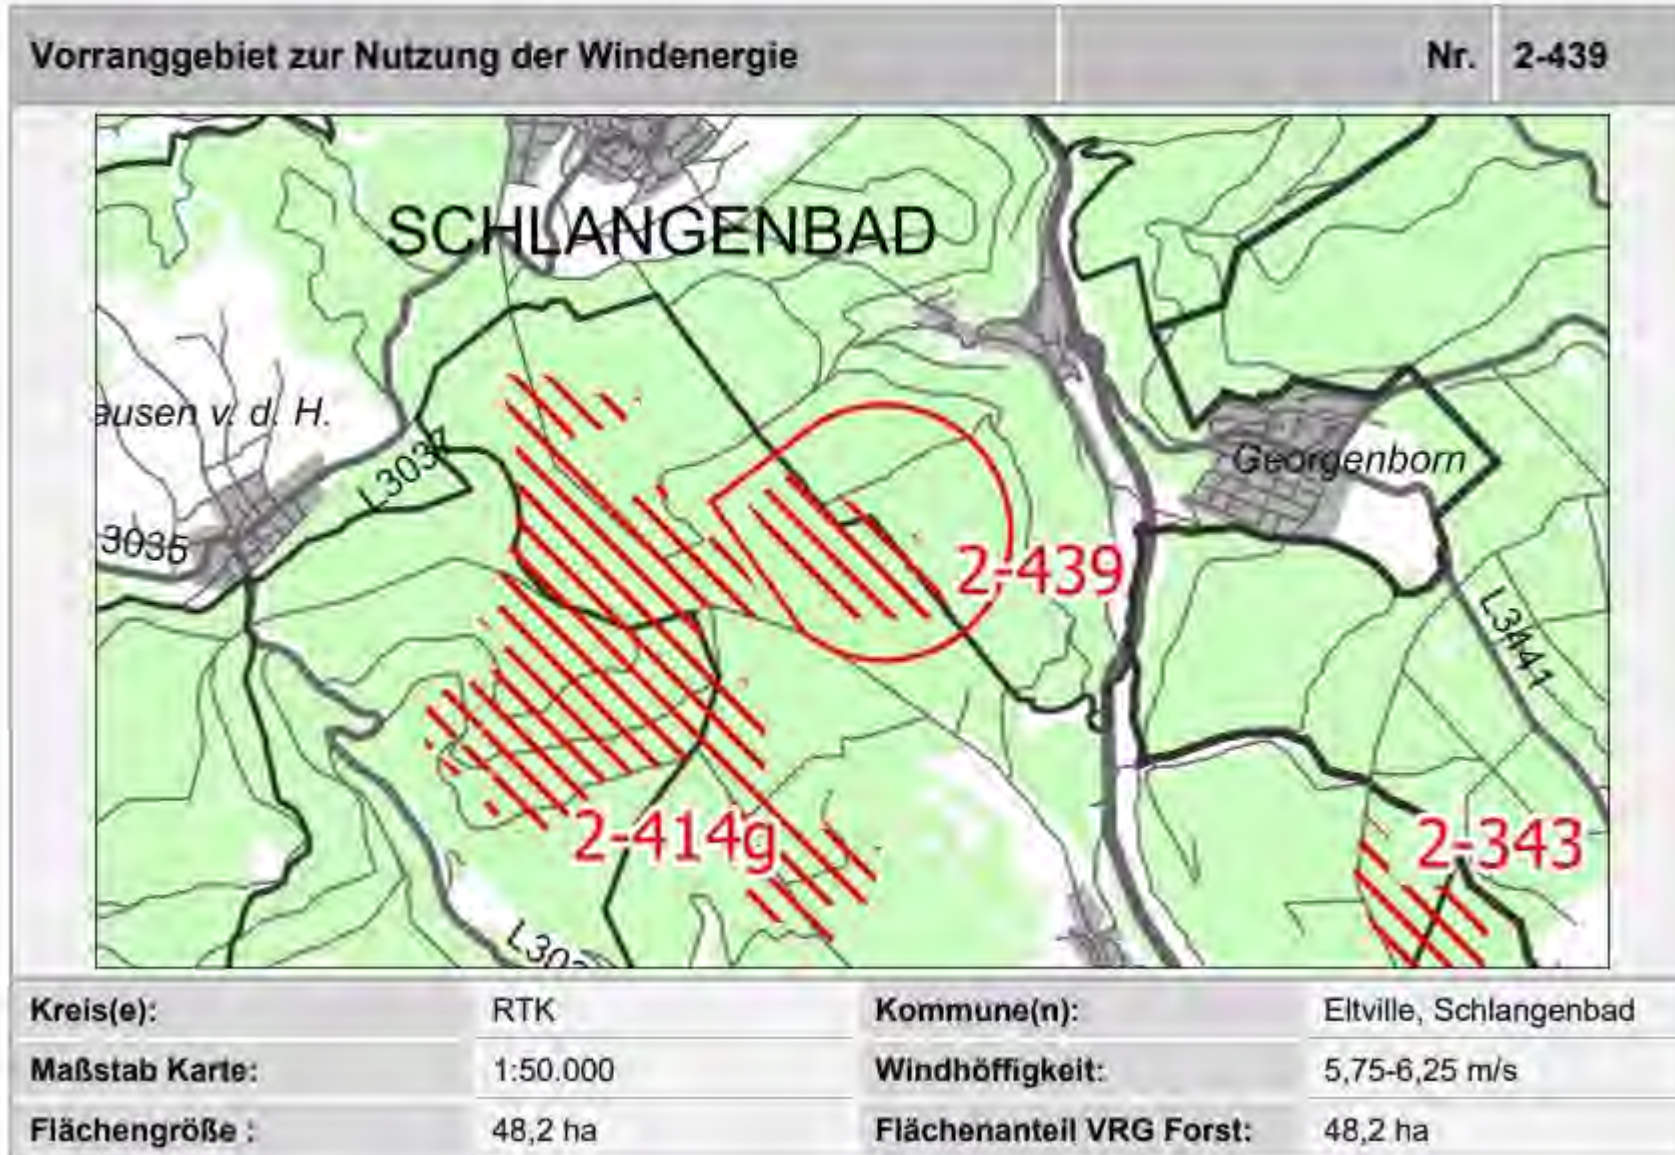 Vorranggebiet zur Nutzung der Windenergie Nr. 2-439
SCHLANGENBAD
ausen v. d. H.
L3037
Georgenborn
3035
2-439
L3441
2-414g
2-343
L303
Kreis(e): RTK Kommune(n): Eltville, Schlangenbad
Maßstab Karte: 1:50.000 Windhöffigkeit: 5,75-6,25 m/s
Flächengröße : 48,2 ha Flächenanteil VRG Forst: 48,2 ha